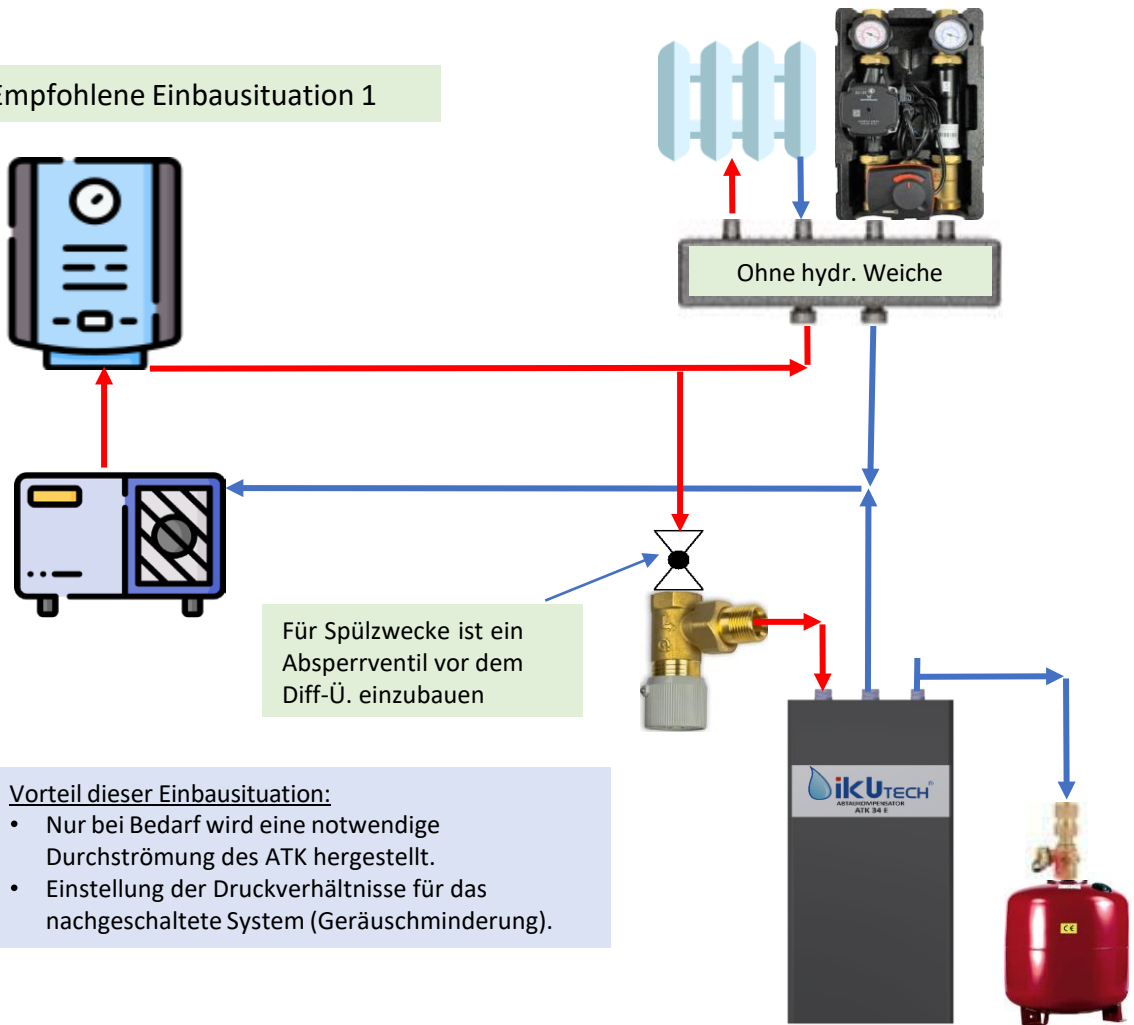 Empfohlene Einbausituation 1
Ohne hydr. Weiche
Für Spülzwecke ist ein
Absperrventil vor dem
Diff-Ü. einzubauen
ikUTECH®
ABTAUKOMPENSATOR
ATK 34 E
Vorteil dieser Einbausituation:
• Nur bei Bedarf wird eine notwendige
Durchströmung des ATK hergestellt.
• Einstellung der Druckverhältnisse für das
nachgeschaltete System (Geräuschminderung).
CE